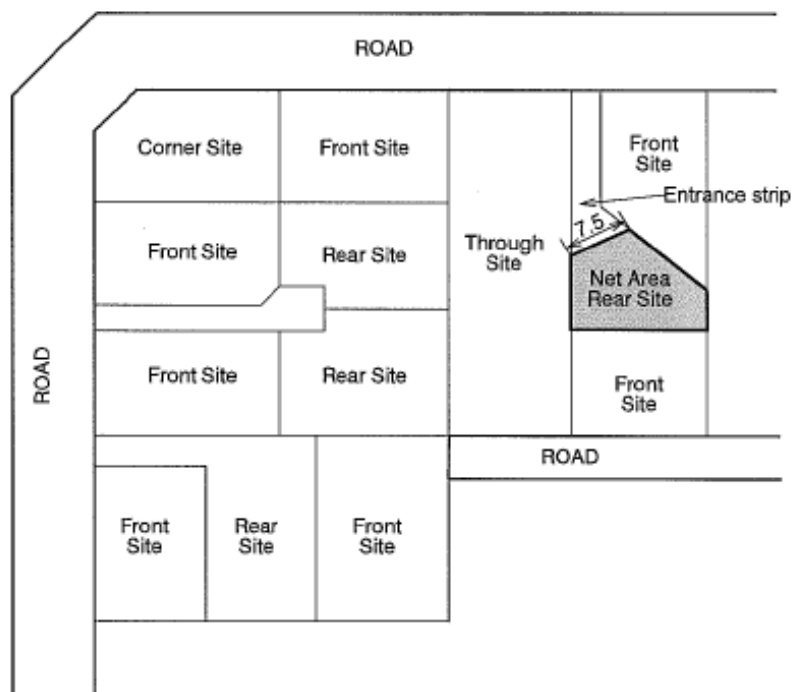 ROAD
Corner Site
Front Site
Front
Site
Entrance strip
7.5
Front Site
Rear Site
Through
Site
Net Area
Rear Site
ROAD
Front Site
Rear Site
Front
Site
ROAD
Front
Site
Rear
Site
Front
Site